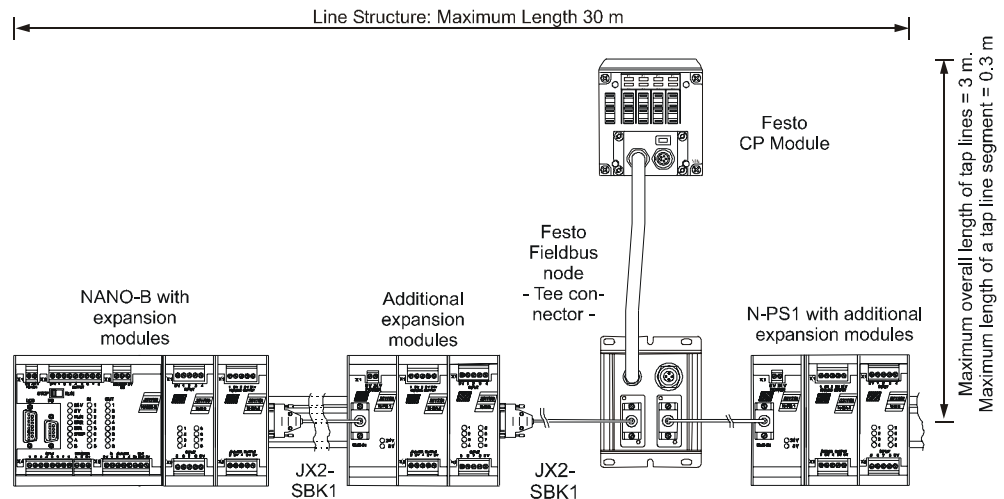 Line Structure: Maximum Length 30 m
Maximum overall length of tap lines = 3 m.
Maximum length of a tap line segment = 0.3 m
Festo
CP Module
Festo
Fieldbus
node
- Tee con-
nector -
NANO-B with
expansion
modules
Additional
expansion
modules
N-PS1 with additional
expansion modules
JX2-
SBK1
JX2-
SBK1